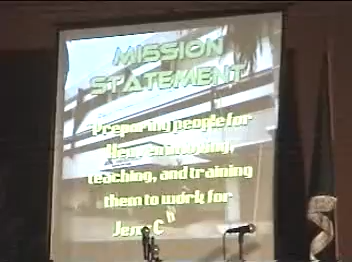 MISSION
STATEMENT
Preparing people for
teaching, and training
them to work for